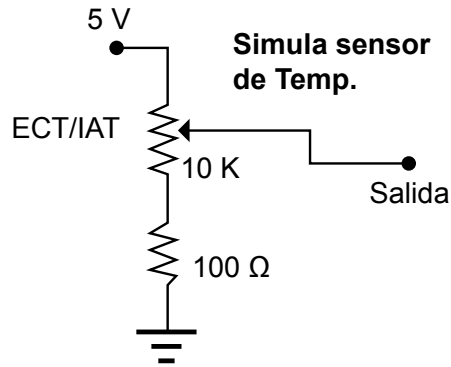 5 V
Simula sensor
de Temp.
ECT/IAT
10 K
Salida
100 Ω